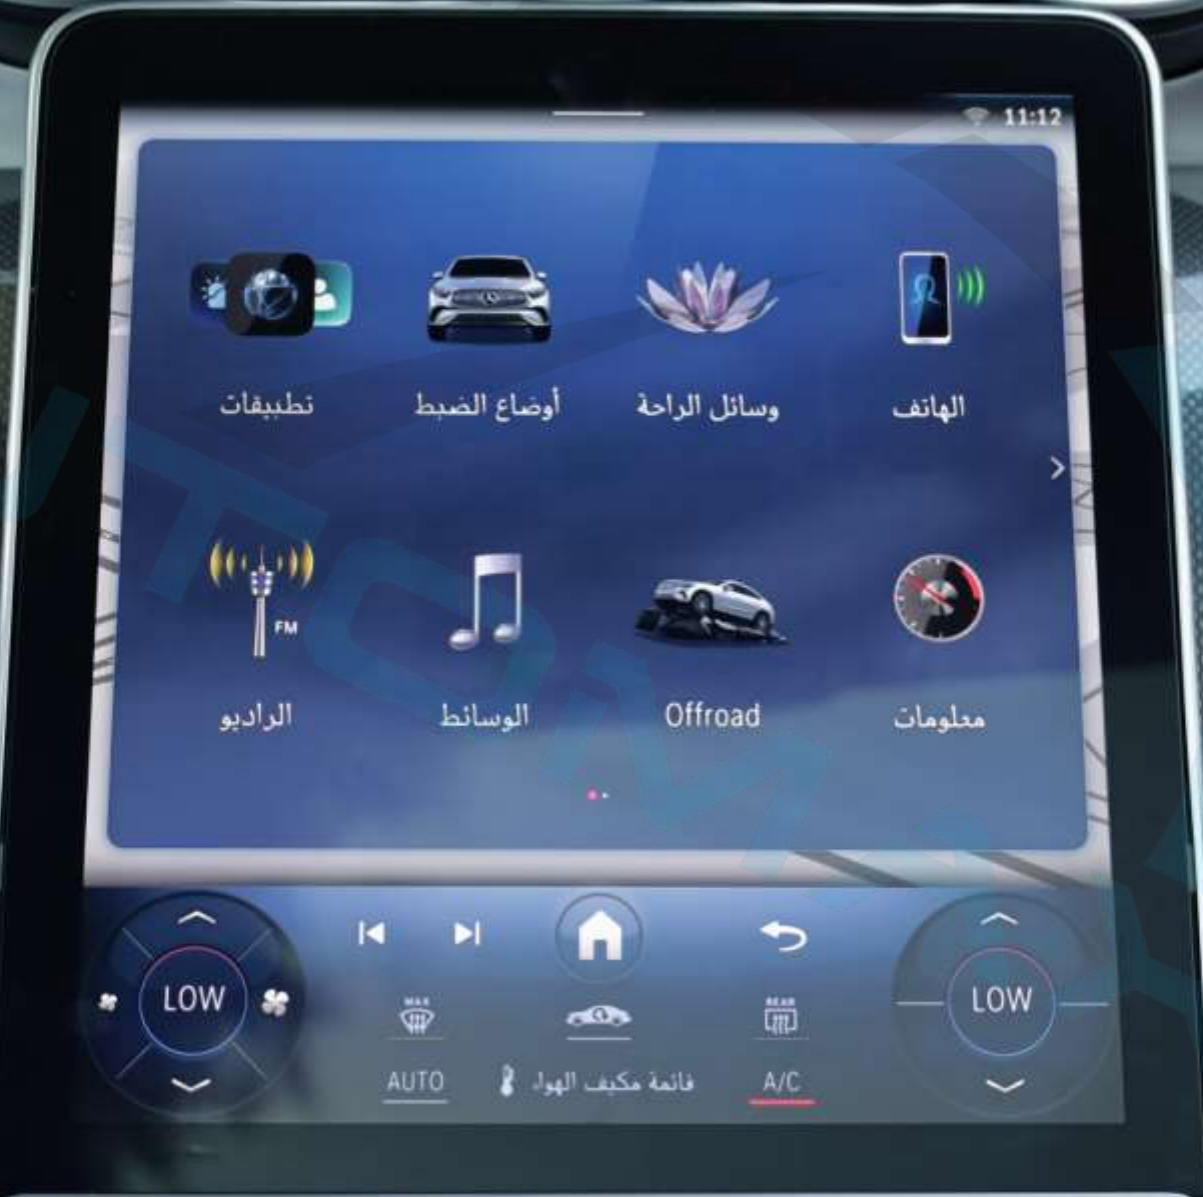 11:12
الهاتف
وسائل الراحة
أوضاع الضبط
تطبيقات
معلومات
Offroad
الوسائط
FM
الراديو
LOW
LOW
MAX
REAR
AUTO
قائمة مكيف الهواء
A/C